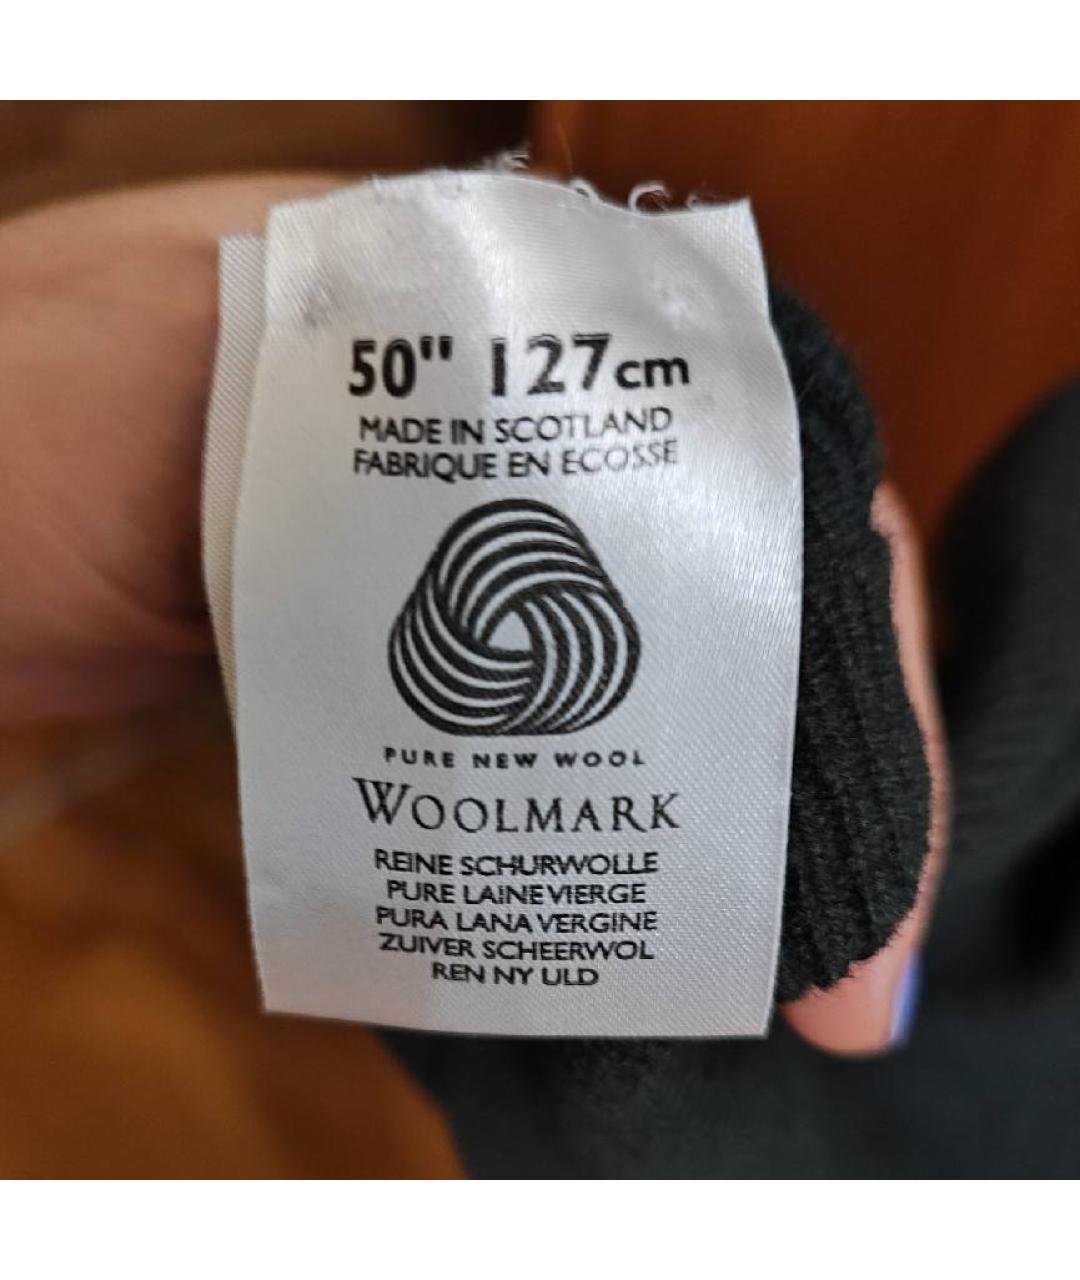 50" 127cm
MADE IN SCOTLAND
FABRIQUE EN ECOSSE
PURE NEW WOOL
WOOLMARK
REINE SCHURWOLLE
PURE LAINE VIERGE
PURA LANA VERGINE
ZUIVER SCHEERWOL
REN NY ULD